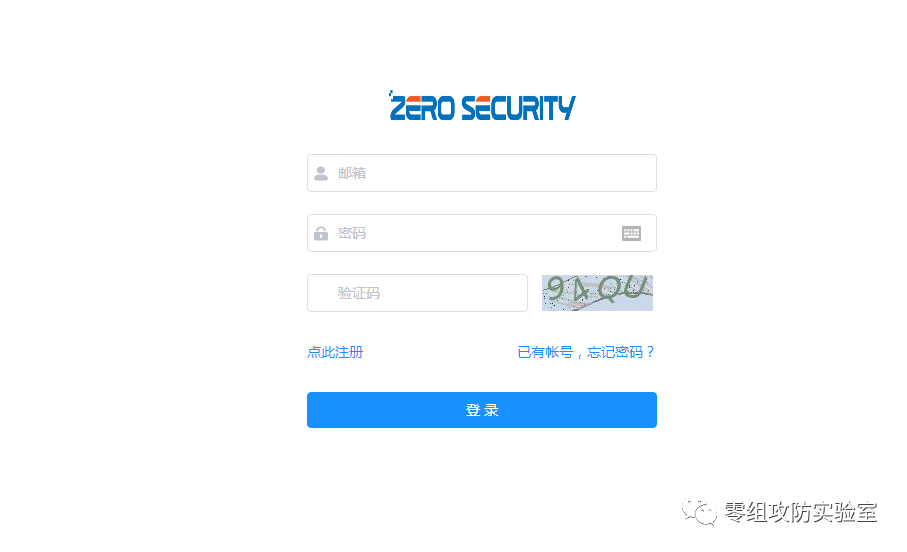 ZERO SECURITY
邮箱
密码
验证码 94QU
点此注册 已有帐号，忘记密码？
登 录
零组攻防实验室